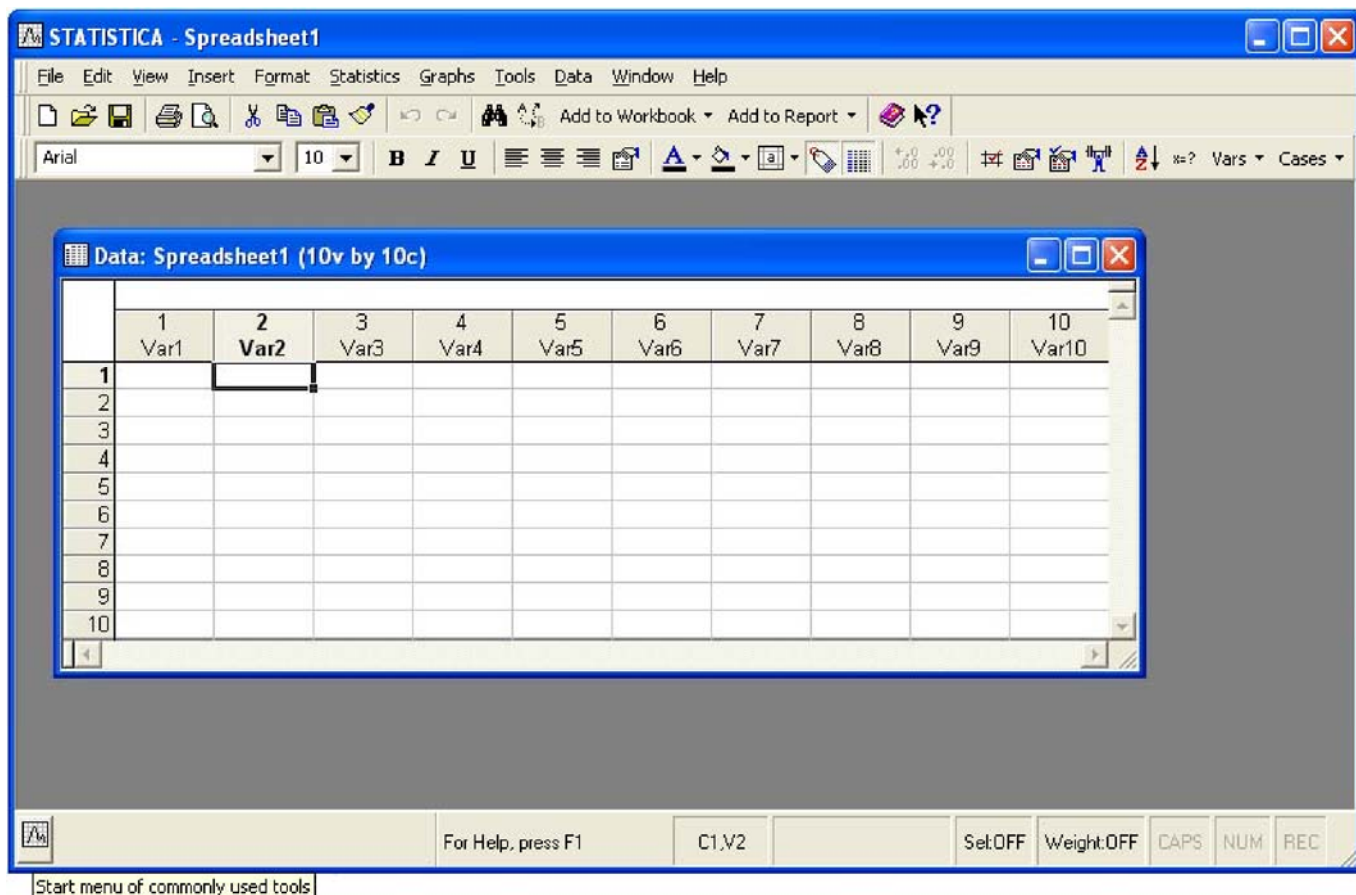 STATISTICA - Spreadsheet1
File Edit View Insert Format Statistics Graphs Tools Data Window Help
Add to Workbook Add to Report
Arial 10 B I U A a x=? Vars Cases
Data: Spreadsheet1 (10v by 10c)
1 2 3 4 5 6 7 8 9 10
Var1 Var2 Var3 Var4 Var5 Var6 Var7 Var8 Var9 Var10
1
2
3
4
5
6
7
8
9
10
For Help, press F1 C1,V2 Sel:OFF Weight:OFF CAPS NUM REC
Start menu of commonly used tools